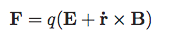 F = q(E + ṙ × B)